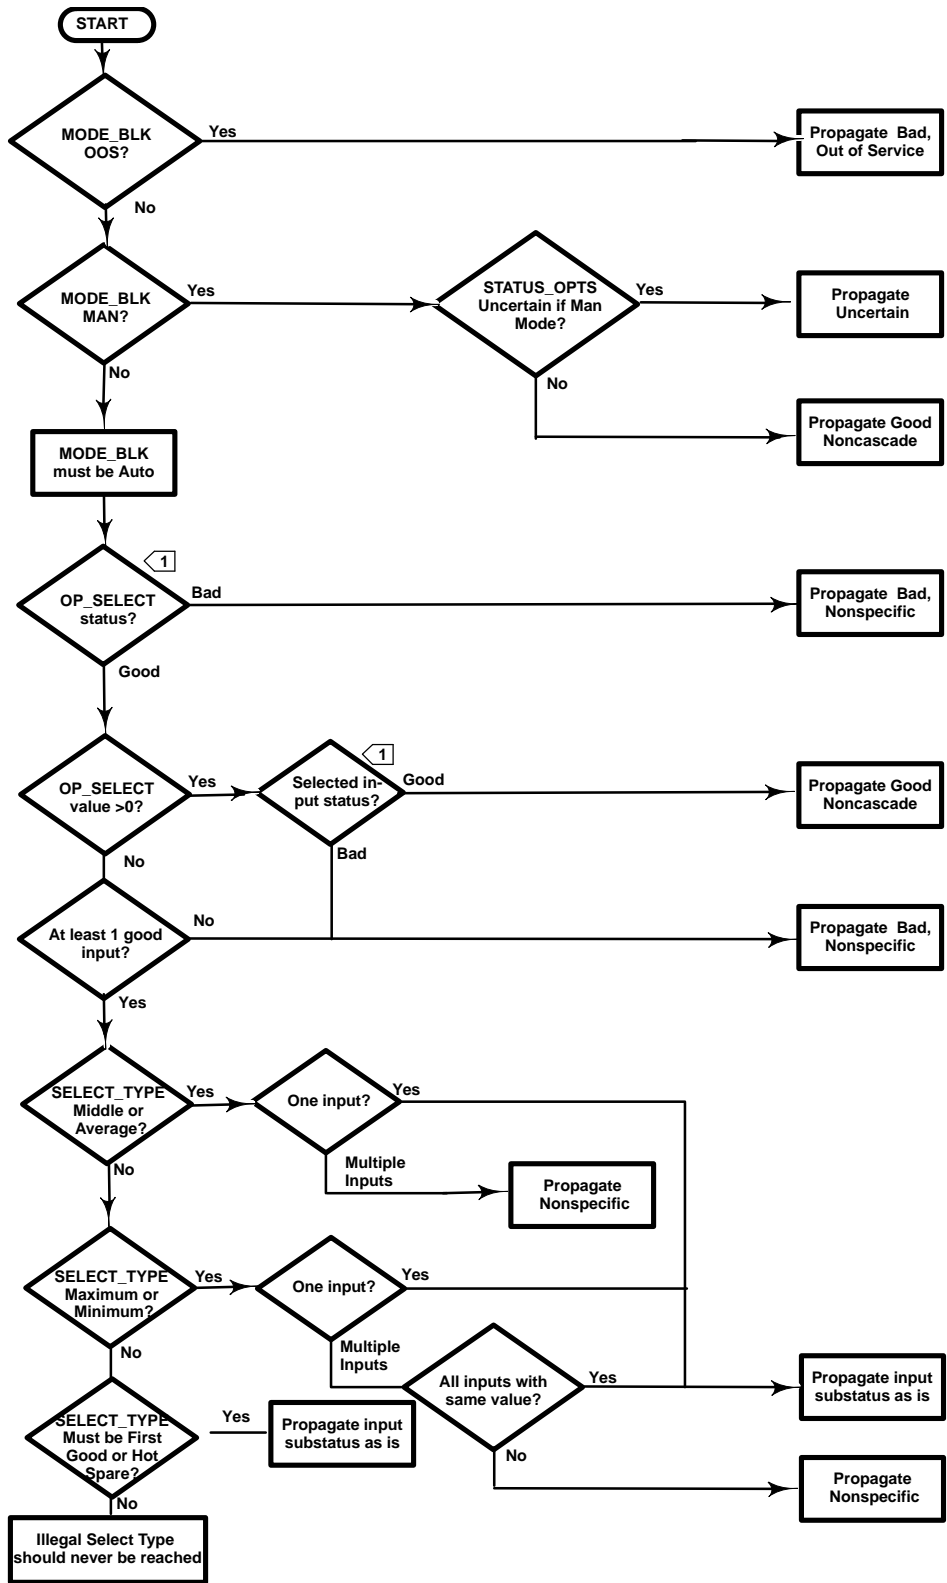 START
MODE_BLK
OOS?
Yes
Propagate Bad,
Out of Service
No
MODE_BLK
MAN?
Yes
STATUS_OPTS
Uncertain if Man
Mode?
Yes
Propagate
Uncertain
No
No
Propagate Good
Noncascade
MODE_BLK
must be Auto
1
OP_SELECT
status?
Bad
Propagate Bad,
Nonspecific
Good
OP_SELECT
value >0?
Yes
1
Selected in-
put status?
Good
Propagate Good
Noncascade
Bad
No
At least 1 good
input?
No
Propagate Bad,
Nonspecific
Yes
SELECT_TYPE
Middle or
Average?
Yes
One input?
Yes
No
Multiple
Inputs
Propagate
Nonspecific
SELECT_TYPE
Maximum or
Minimum?
Yes
One input?
Yes
No
Multiple
Inputs
All inputs with
same value?
Yes
Propagate input
substatus as is
SELECT_TYPE
Must be First
Good or Hot
Spare?
Yes
Propagate input
substatus as is
No
Propagate
Nonspecific
No
Illegal Select Type
should never be reached